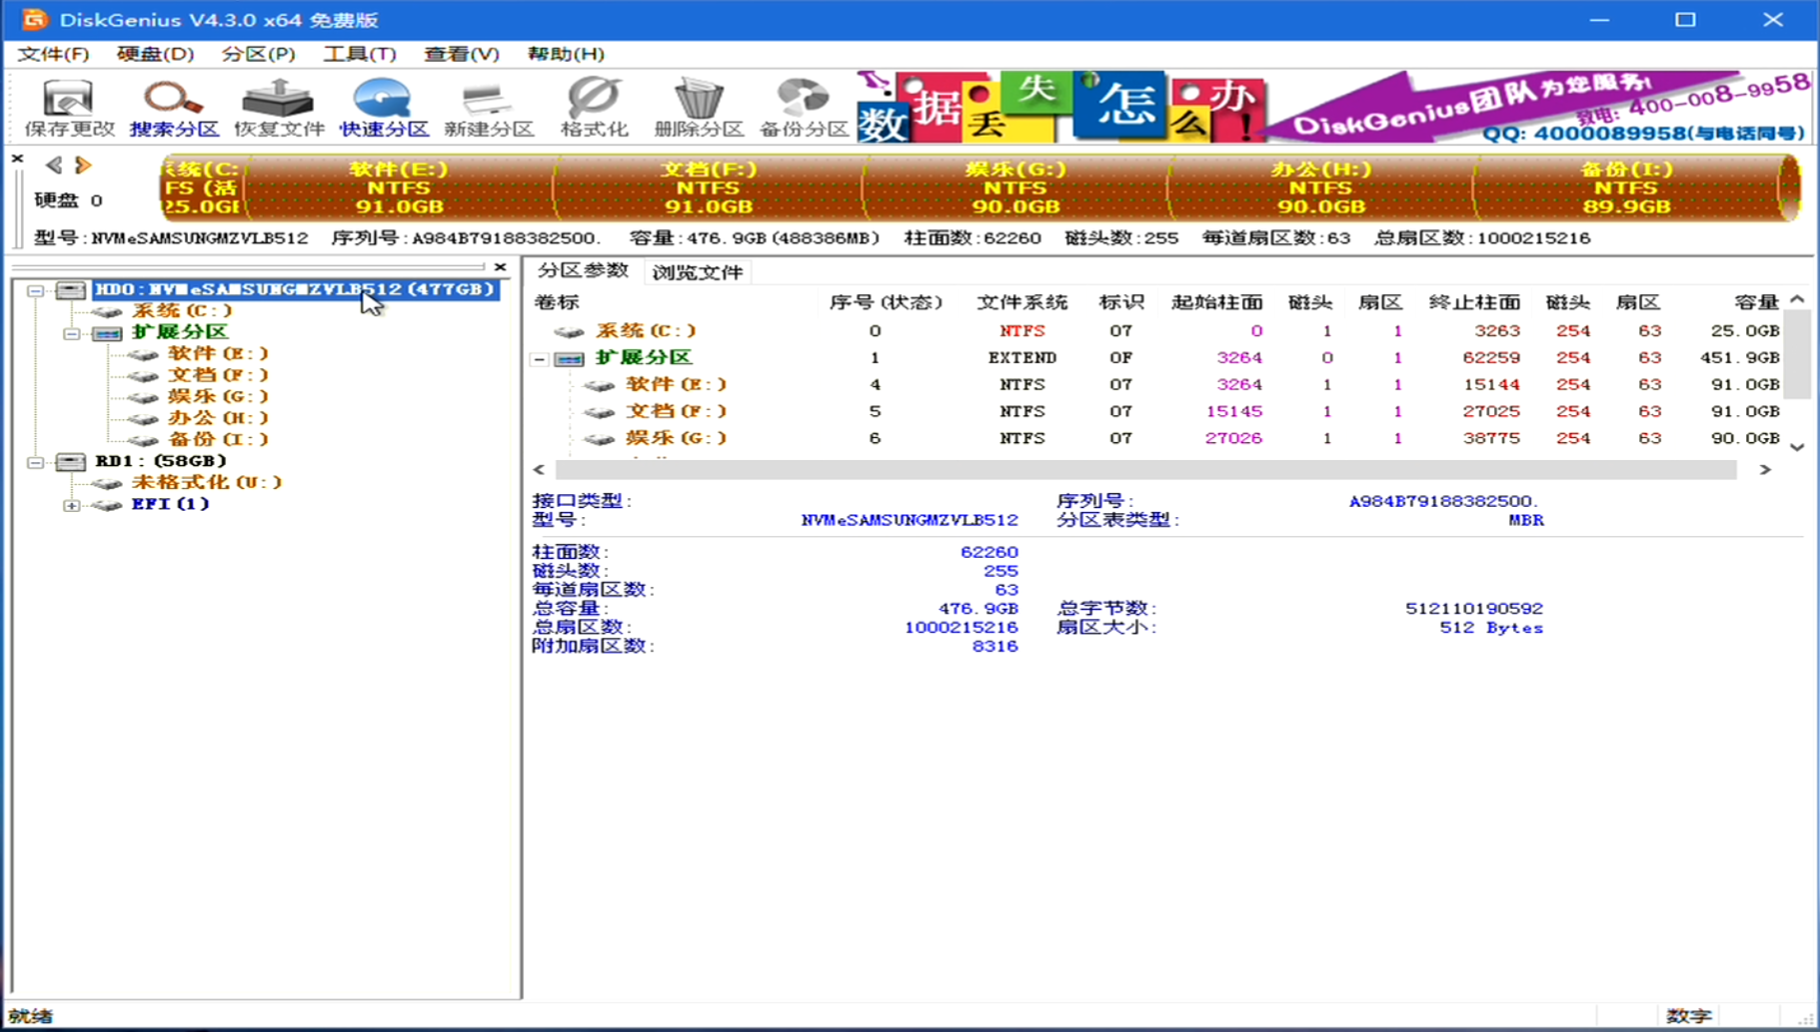 DiskGenius V4.3.0 x64 免费版
文件(F) 硬盘(D) 分区(P) 工具(T) 查看(V) 帮助(H)
保存更改 搜索分区 恢复文件 快速分区 新建分区 格式化 删除分区 备份分区
数据丢失怎么办!
DiskGenius团队为您服务!
致电: 400-008-9958
QQ: 4000089958(与电话同号)
硬盘 0
系统(C: 软件(E:) 文档(F:) 娱乐(G:) 办公(H:) 备份(I:)
FS (活 NTFS NTFS NTFS NTFS NTFS
25.0GB 91.0GB 91.0GB 90.0GB 90.0GB 89.9GB
型号:NVMeSAMSUNGMZVLB512 序列号:A984B79188382500. 容量:476.9GB(488386MB) 柱面数:62260 磁头数:255 每道扇区数:63 总扇区数:1000215216
HD0:NVMeSAMSUNGMZVLB512(477GB)
系统(C:)
扩展分区
软件(E:)
文档(F:)
娱乐(G:)
办公(H:)
备份(I:)
RD1:(58GB)
未格式化(U:)
EFI(1)
分区参数 浏览文件
卷标 序号(状态) 文件系统 标识 起始柱面 磁头 扇区 终止柱面 磁头 扇区 容量
系统(C:) 0 NTFS 07 0 1 1 3263 254 63 25.0GB
扩展分区 1 EXTEND 0F 3264 0 1 62259 254 63 451.9GB
软件(E:) 4 NTFS 07 3264 1 1 15144 254 63 91.0GB
文档(F:) 5 NTFS 07 15145 1 1 27025 254 63 91.0GB
娱乐(G:) 6 NTFS 07 27026 1 1 38775 254 63 90.0GB
接口类型: 序列号: A984B79188382500.
型号: NVMeSAMSUNGMZVLB512 分区表类型: MBR
柱面数: 62260
磁头数: 255
每道扇区数: 63
总容量: 476.9GB 总字节数: 512110190592
总扇区数: 1000215216 扇区大小: 512 Bytes
附加扇区数: 8316
就绪 数字